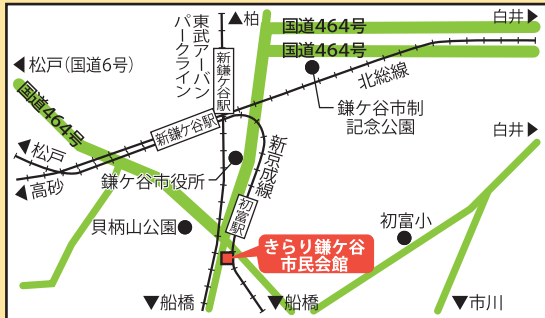 ▲柏
国道464号
白井▶
東武アーバン
パークライン
国道464号
◀松戸(国道6号)
新鎌ケ谷駅
北総線
国道464号
鎌ケ谷市制
記念公園
新鎌ケ谷駅
白井▶
◀松戸
◀高砂
新京成線
鎌ケ谷市役所
初富駅
貝柄山公園
初富小
きらり鎌ケ谷
市民会館
▼船橋
▼船橋
▼市川